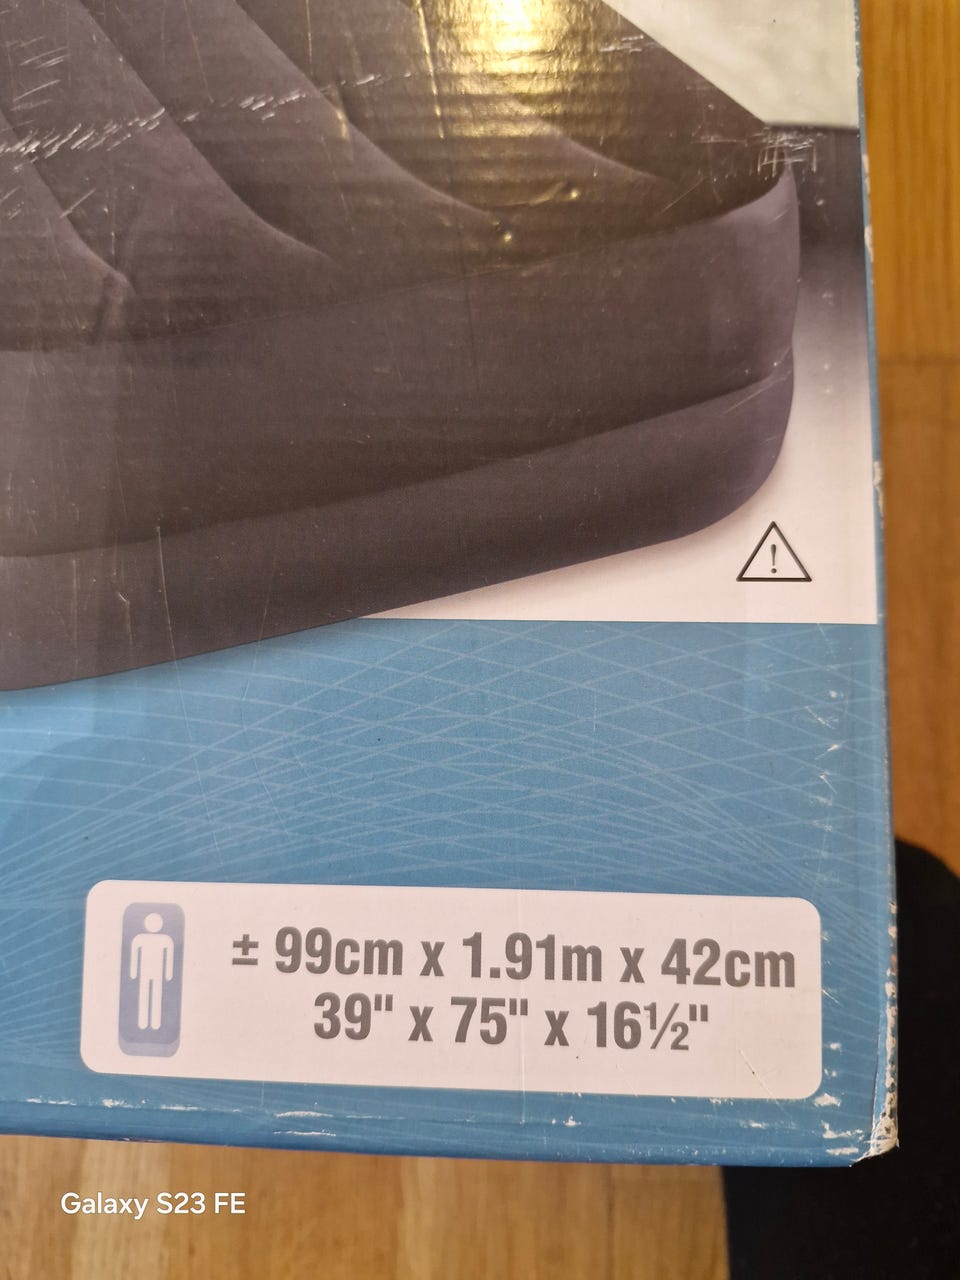 ± 99cm x 1.91m x 42cm
39" x 75" x 16½"
Galaxy S23 FE